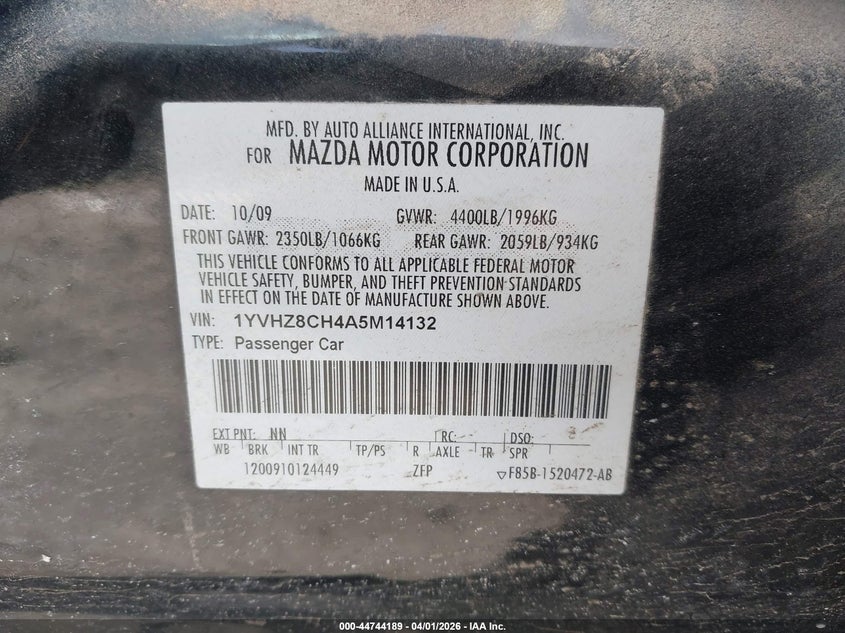 MFD. BY AUTO ALLIANCE INTERNATIONAL, INC.
FOR MAZDA MOTOR CORPORATION
MADE IN U.S.A.
DATE: 10/09 GVWR: 4400LB/1996KG
FRONT GAWR: 2350LB/1066KG REAR GAWR: 2059LB/934KG
THIS VEHICLE CONFORMS TO ALL APPLICABLE FEDERAL MOTOR
VEHICLE SAFETY, BUMPER, AND THEFT PREVENTION STANDARDS
IN EFFECT ON THE DATE OF MANUFACTURE SHOWN ABOVE.
VIN: 1YVHZ8CH4A5M14132
TYPE: Passenger Car
EXT PNT: NN RC: DSO:
WB BRK INT TR TP/PS R AXLE TR SPR
1200910124449 ZFP ▽F85B-1520472-AB
000-44744189 - 04/01/2026 - IAA Inc.